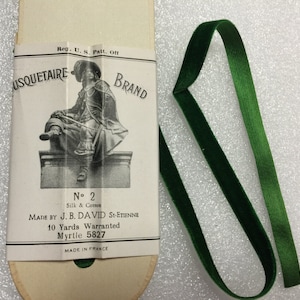 Reg. U. S. Patt. Off
USQUETAIRE BRAND
No 2
Silk & Cotton
MADE BY J. B. DAVID ST-ETIENNE
10 Yards Warranted
Myrtle 5827
MADE IN FRANCE